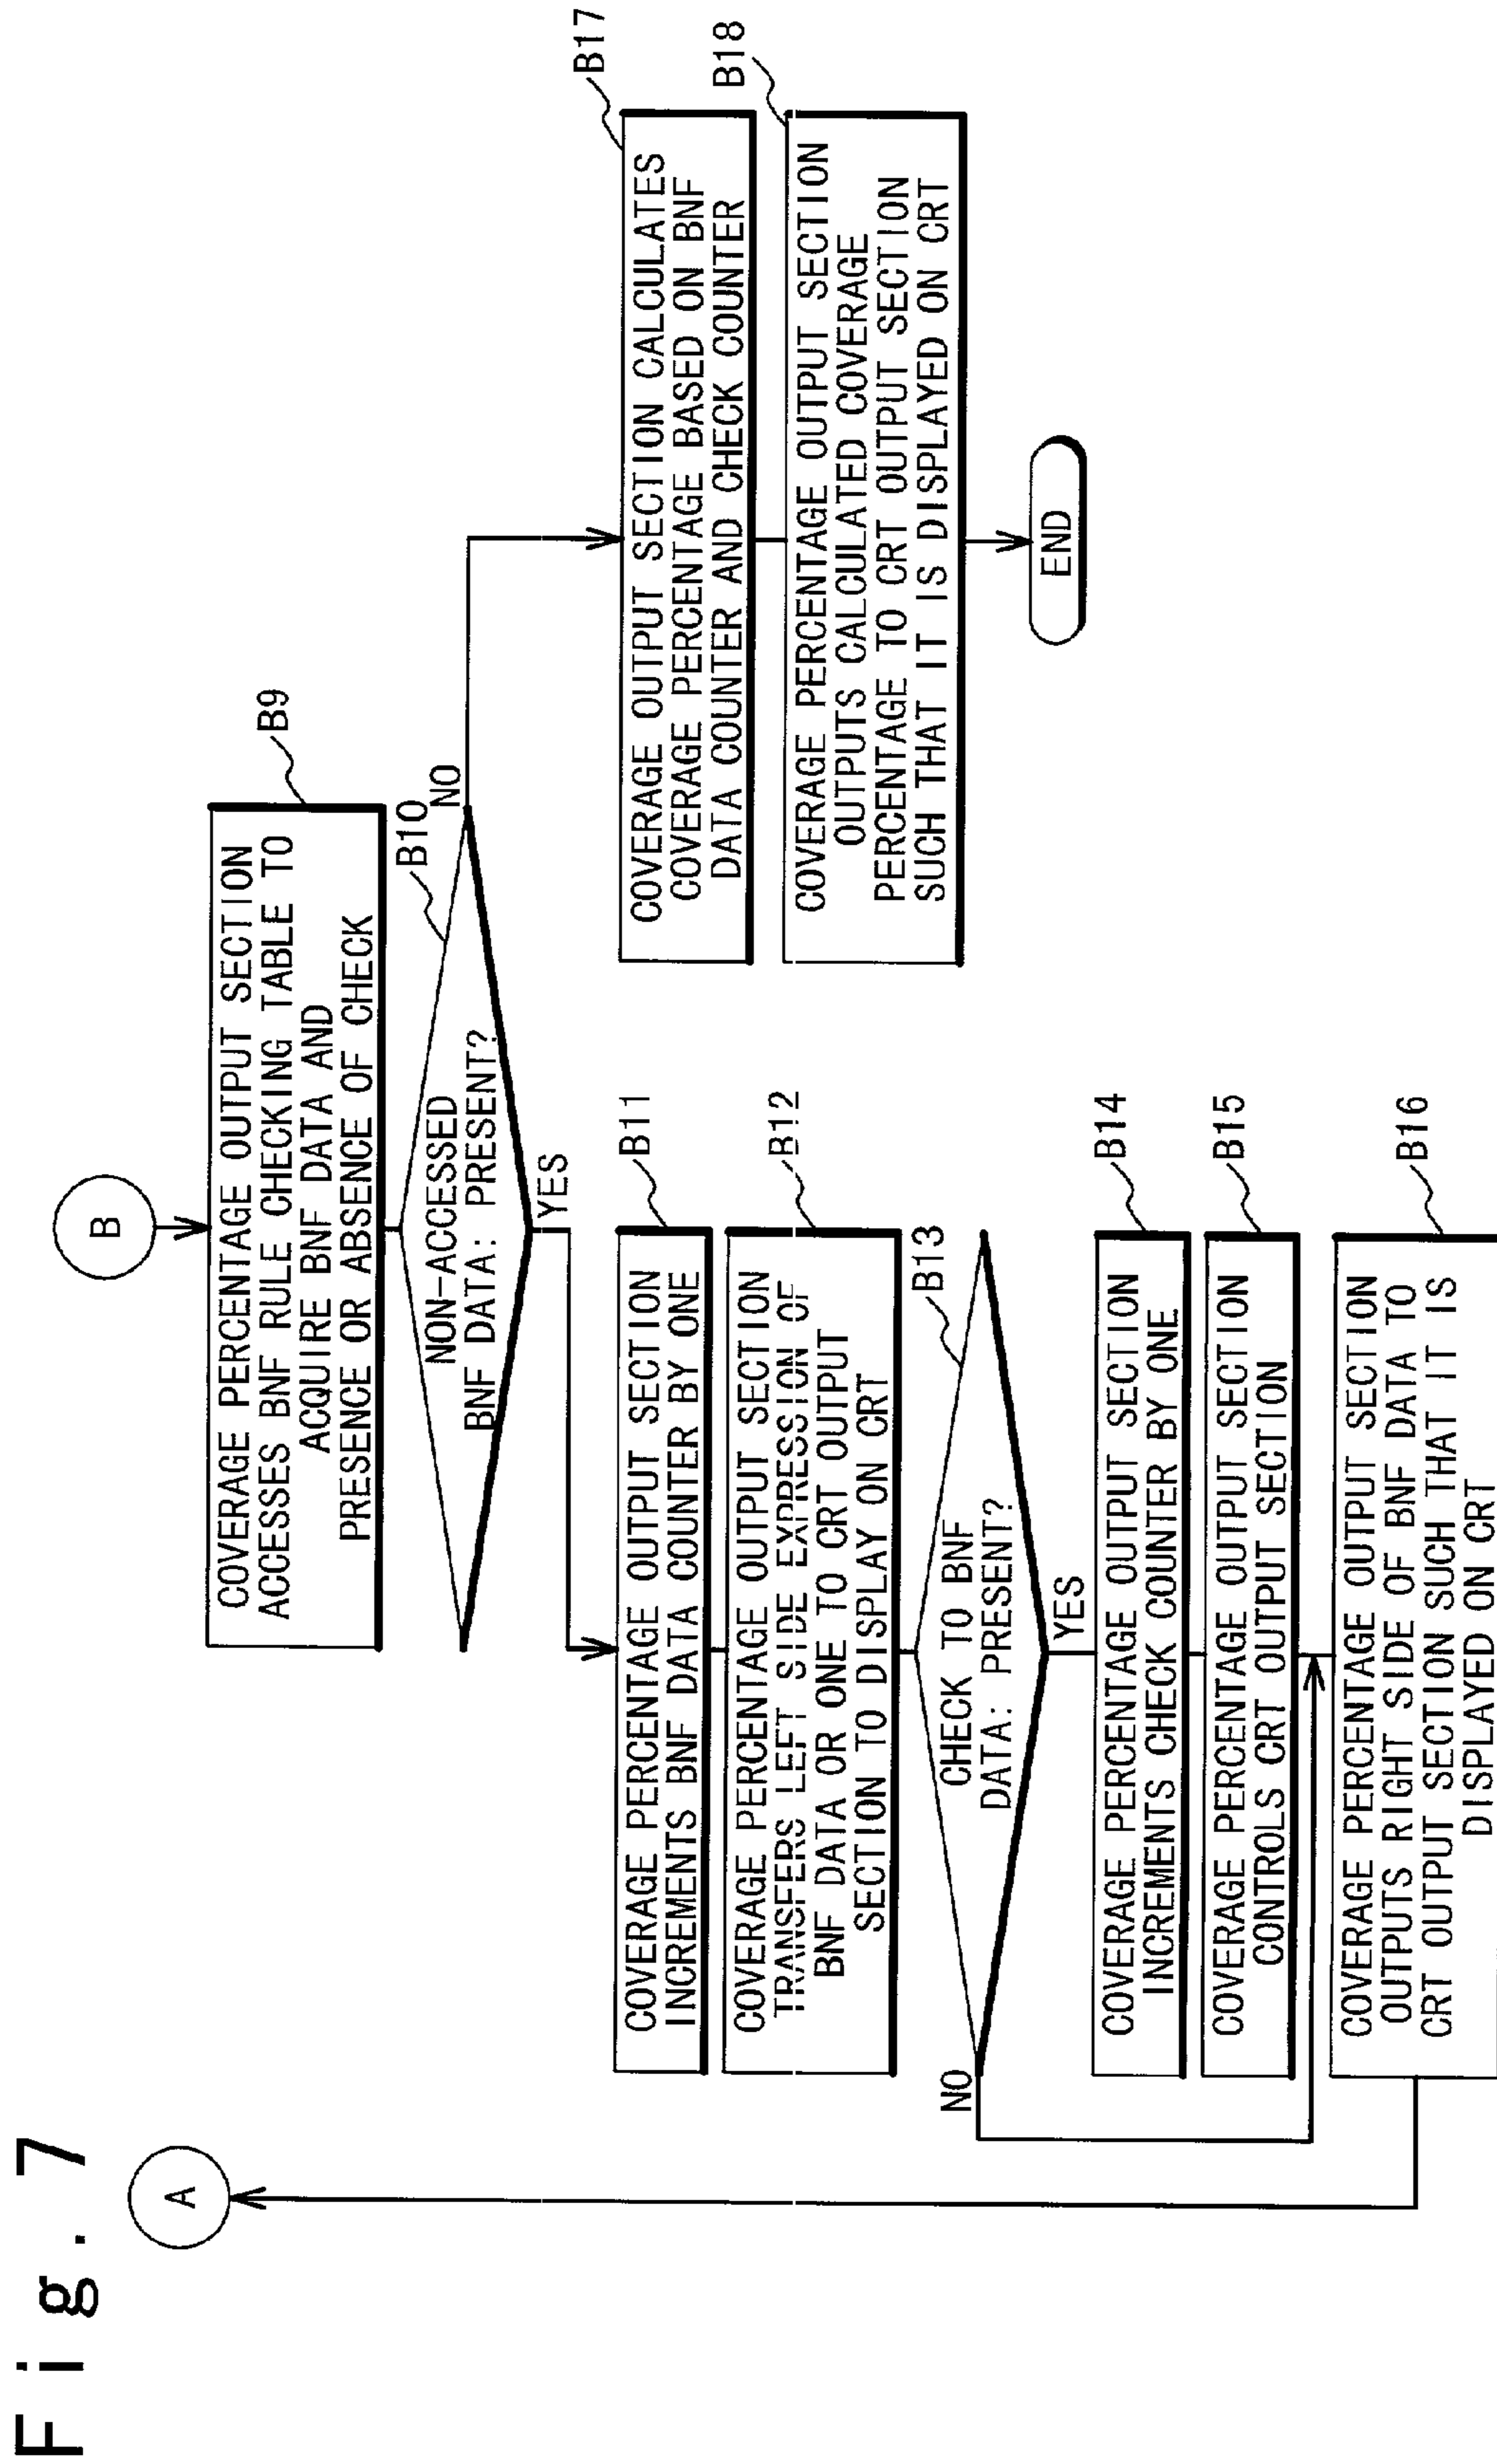 Fig. 7
A
B
COVERAGE PERCENTAGE OUTPUT SECTION
ACCESSES BNF RULE CHECKING TABLE TO
ACQUIRE BNF DATA AND
PRESENCE OR ABSENCE OF CHECK
B9
B10
NON-ACCESSED
BNF DATA: PRESENT?
NO
YES
COVERAGE PERCENTAGE OUTPUT SECTION
INCREMENTS BNF DATA COUNTER BY ONE
B11
COVERAGE PERCENTAGE OUTPUT SECTION
TRANSFERS LEFT SIDE EXPRESSION OF
BNF DATA OR ONE TO CRT OUTPUT
SECTION TO DISPLAY ON CRT
B12
B13
CHECK TO BNF
DATA: PRESENT?
NO
YES
COVERAGE PERCENTAGE OUTPUT SECTION
INCREMENTS CHECK COUNTER BY ONE
B14
COVERAGE PERCENTAGE OUTPUT SECTION
CONTROLS CRT OUTPUT SECTION
B15
COVERAGE PERCENTAGE OUTPUT SECTION
OUTPUTS RIGHT SIDE OF BNF DATA TO
CRT OUTPUT SECTION SUCH THAT IT IS
DISPLAYED ON CRT
B16
COVERAGE OUTPUT SECTION CALCULATES
COVERAGE PERCENTAGE BASED ON BNF
DATA COUNTER AND CHECK COUNTER
B17
COVERAGE PERCENTAGE OUTPUT SECTION
OUTPUTS CALCULATED COVERAGE
PERCENTAGE TO CRT OUTPUT SECTION
SUCH THAT IT IS DISPLAYED ON CRT
B18
END